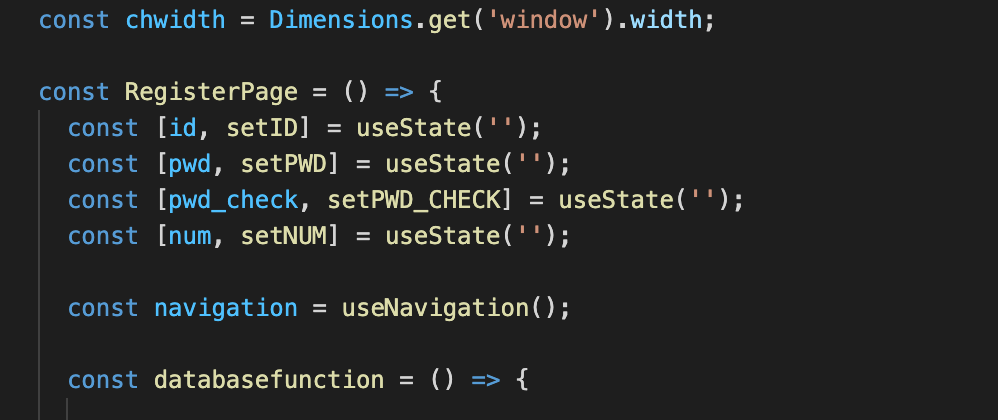 const chwidth = Dimensions.get('window').width;
const RegisterPage = () => {
const [id, setID] = useState('');
const [pwd, setPWD] = useState('');
const [pwd_check, setPWD_CHECK] = useState('');
const [num, setNUM] = useState('');
const navigation = useNavigation();
const databasefunction = () => {